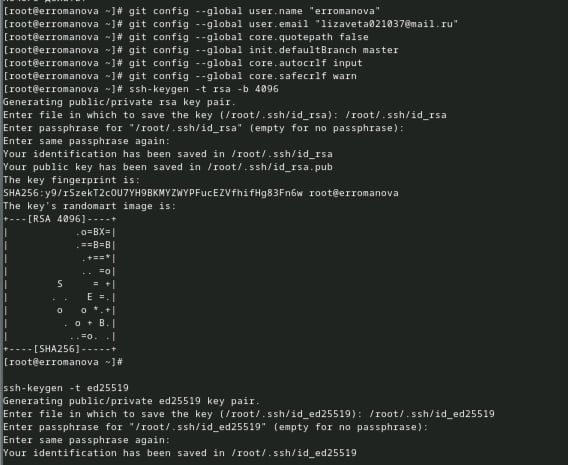 [root@erromanova ~]# git config --global user.name "erromanova"
[root@erromanova ~]# git config --global user.email "lizaveta021037@mail.ru"
[root@erromanova ~]# git config --global core.quotepath false
[root@erromanova ~]# git config --global init.defaultBranch master
[root@erromanova ~]# git config --global core.autocrlf input
[root@erromanova ~]# git config --global core.safecrlf warn
[root@erromanova ~]# ssh-keygen -t rsa -b 4096
Generating public/private rsa key pair.
Enter file in which to save the key (/root/.ssh/id_rsa): /root/.ssh/id_rsa
Enter passphrase for "/root/.ssh/id_rsa" (empty for no passphrase):
Enter same passphrase again:
Your identification has been saved in /root/.ssh/id_rsa
Your public key has been saved in /root/.ssh/id_rsa.pub
The key fingerprint is:
SHA256:y9/rSzekT2cOU7YH9BKMYZWYPFucEZVfhifHg83Fn6w root@erromanova
The key's randomart image is:
+---[RSA 4096]----+
|           .o=BX=|
|           .==B=B|
|            .+==*|
|            .. =o|
|        S     = +|
|       . .   E =.|
|        o   o *.+|
|         . o + B.|
|          ..=o. .|
+----[SHA256]-----+
[root@erromanova ~]#
ssh-keygen -t ed25519
Generating public/private ed25519 key pair.
Enter file in which to save the key (/root/.ssh/id_ed25519): /root/.ssh/id_ed25519
Enter passphrase for "/root/.ssh/id_ed25519" (empty for no passphrase):
Enter same passphrase again:
Your identification has been saved in /root/.ssh/id_ed25519